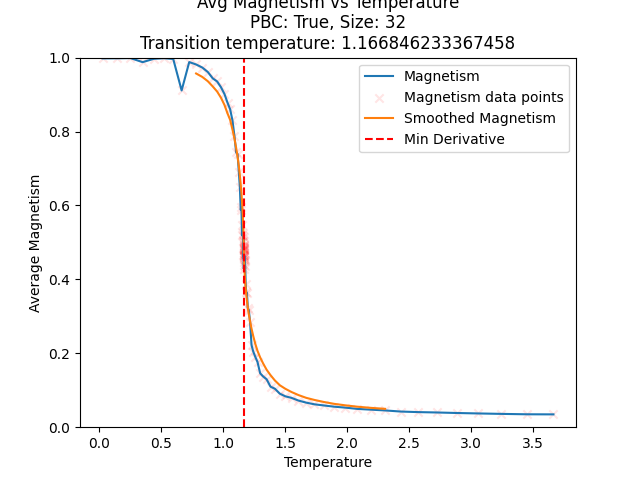 Avg Magnetism vs Temperature
PBC: True, Size: 32
Transition temperature: 1.166846233367458
Magnetism
Magnetism data points
Smoothed Magnetism
Min Derivative
Average Magnetism
1.0
0.8
0.6
0.4
0.2
0.0
0.0 0.5 1.0 1.5 2.0 2.5 3.0 3.5
Temperature